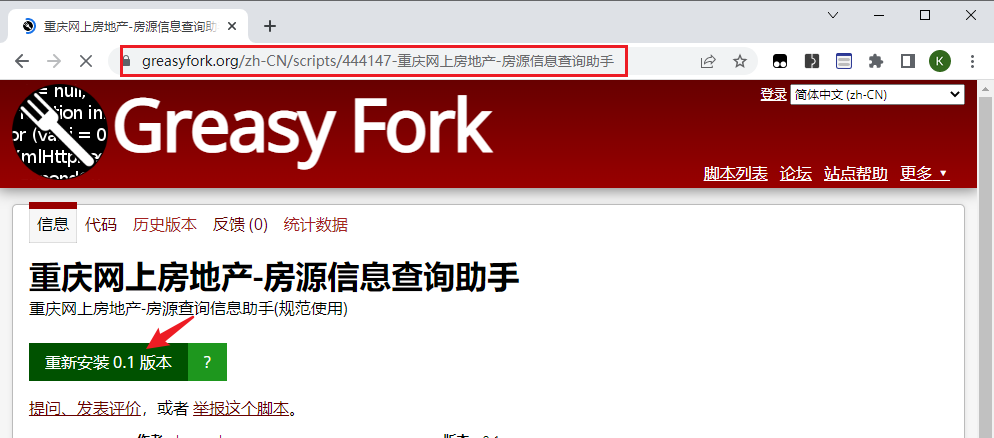 重庆网上房地产-房源信息查询助
greasyfork.org/zh-CN/scripts/444147-重庆网上房地产-房源信息查询助手
K
= null,
or (va i = 0
XmlHttp
Greasy Fork
登录 简体中文 (zh-CN)
脚本列表 论坛 站点帮助 更多 ▼
信息 代码 历史版本 反馈 (0) 统计数据
重庆网上房地产-房源信息查询助手
重庆网上房地产-房源查询信息助手(规范使用)
重新安装 0.1 版本 ?
提问、发表评价，或者 举报这个脚本。